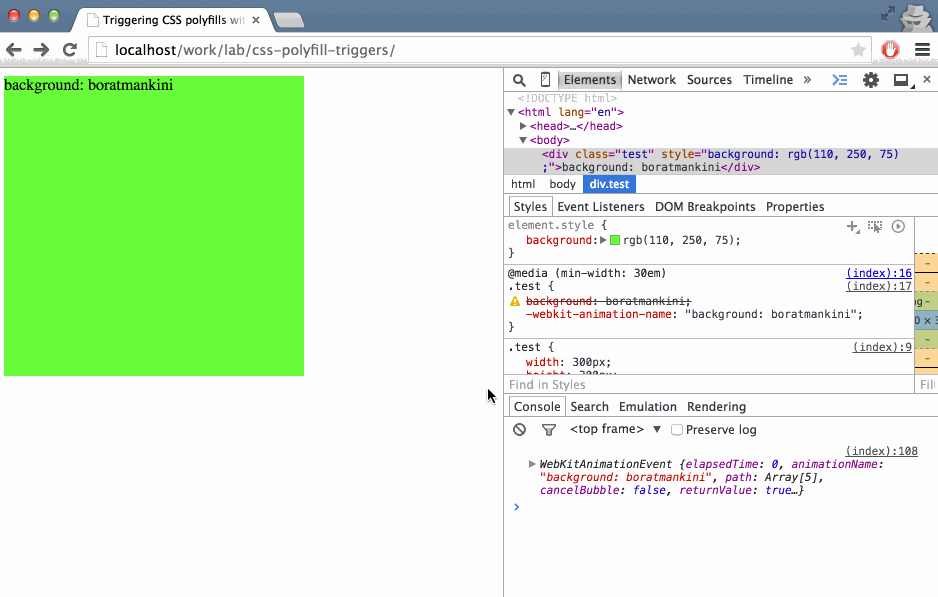 Triggering CSS polyfills wit
localhost/work/lab/css-polyfill-triggers/
background: boratmankini
Elements Network Sources Timeline »
<!DOCTYPE html>
<html lang="en">
<head>…</head>
<body>
<div class="test" style="background: rgb(110, 250, 75)
;">background: boratmankini</div>
html body div.test
Styles Event Listeners DOM Breakpoints Properties
element.style {
background: rgb(110, 250, 75);
}
@media (min-width: 30em) (index):16
.test { (index):17
background: boratmankini;
-webkit-animation-name: "background: boratmankini";
}
.test { (index):9
width: 300px;
height: 300px;
Find in Styles
Console Search Emulation Rendering
<top frame> Preserve log
(index):108
WebKitAnimationEvent {elapsedTime: 0, animationName:
"background: boratmankini", path: Array[5],
cancelBubble: false, returnValue: true…}